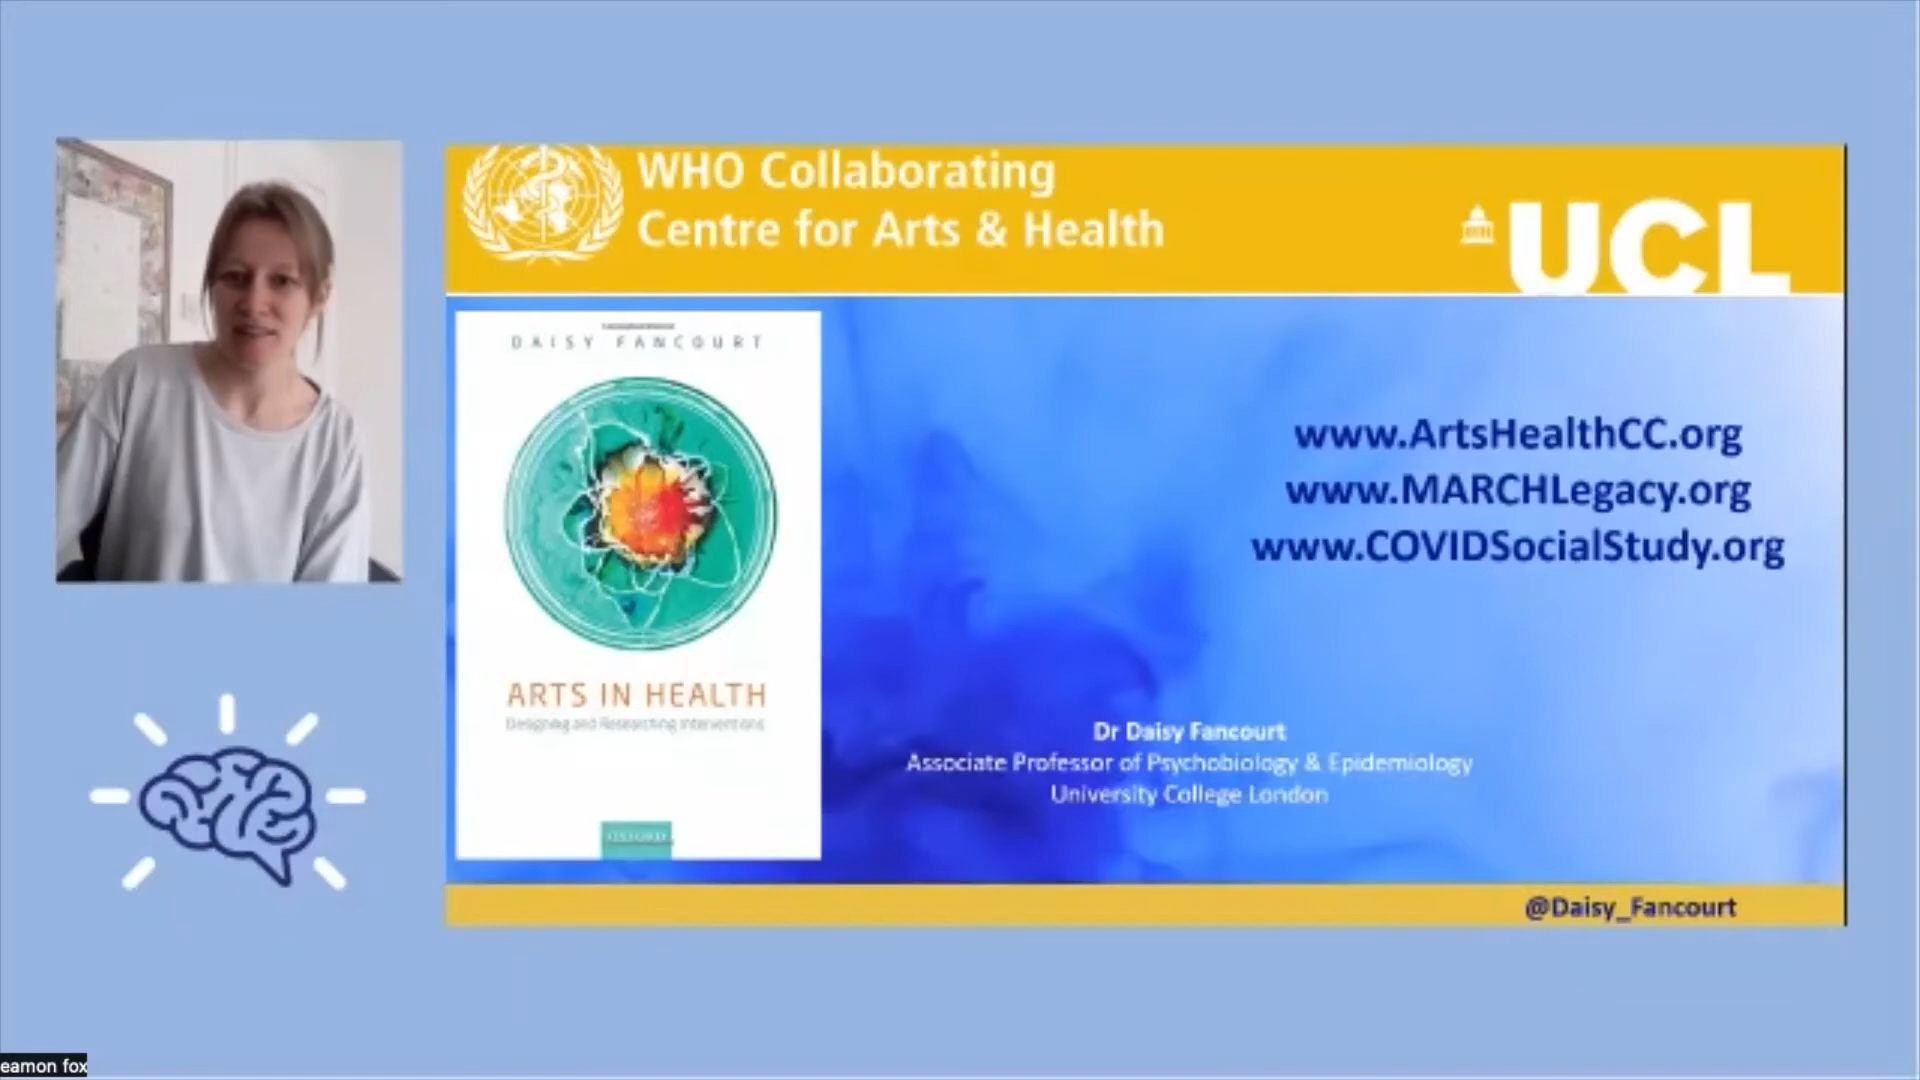 WHO Collaborating
Centre for Arts & Health
UCL
DAISY FANCOURT
ARTS IN HEALTH
Designing and Researching Interventions
OXFORD
www.ArtsHealthCC.org
www.MARCHLegacy.org
www.COVIDSocialStudy.org
Dr Daisy Fancourt
Associate Professor of Psychobiology & Epidemiology
University College London
@Daisy_Fancourt
eamon fox